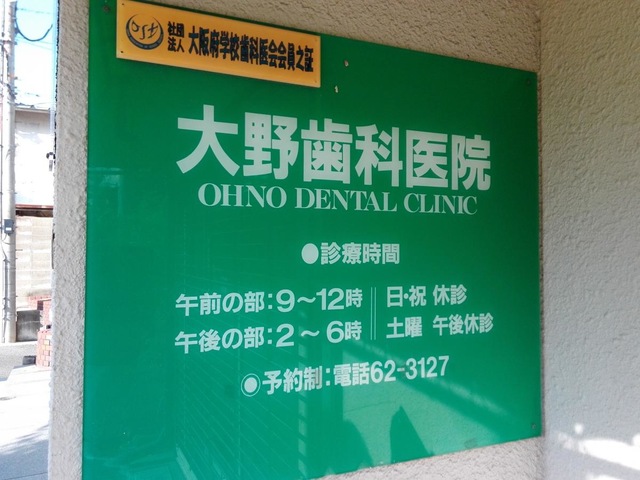 OST
社団
法人 大阪府学校歯科医会会員之証
大野歯科医院
OHNO DENTAL CLINIC
●診療時間
午前の部:9~12時 日・祝 休診
午後の部:2~6時 土曜 午後休診
◉予約制:電話62-3127